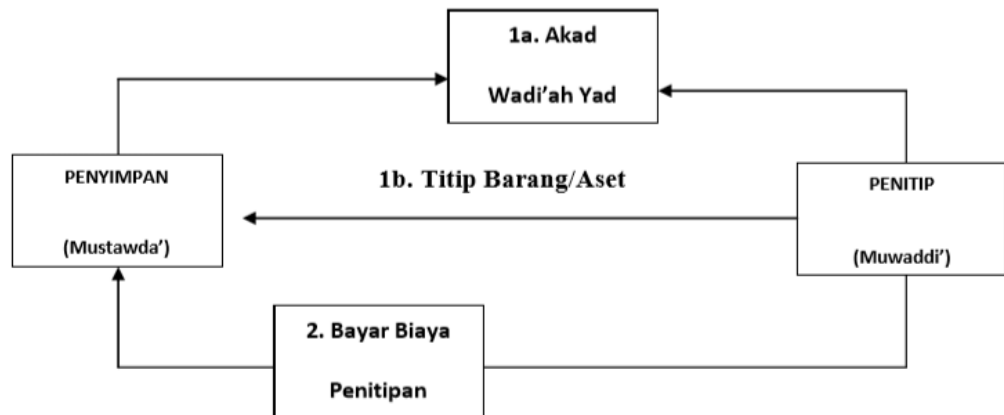 1a. Akad
Wadi’ah Yad
PENYIMPAN
(Mustawda’)
1b. Titip Barang/Aset
PENITIP
(Muwaddi’)
2. Bayar Biaya
Penitipan